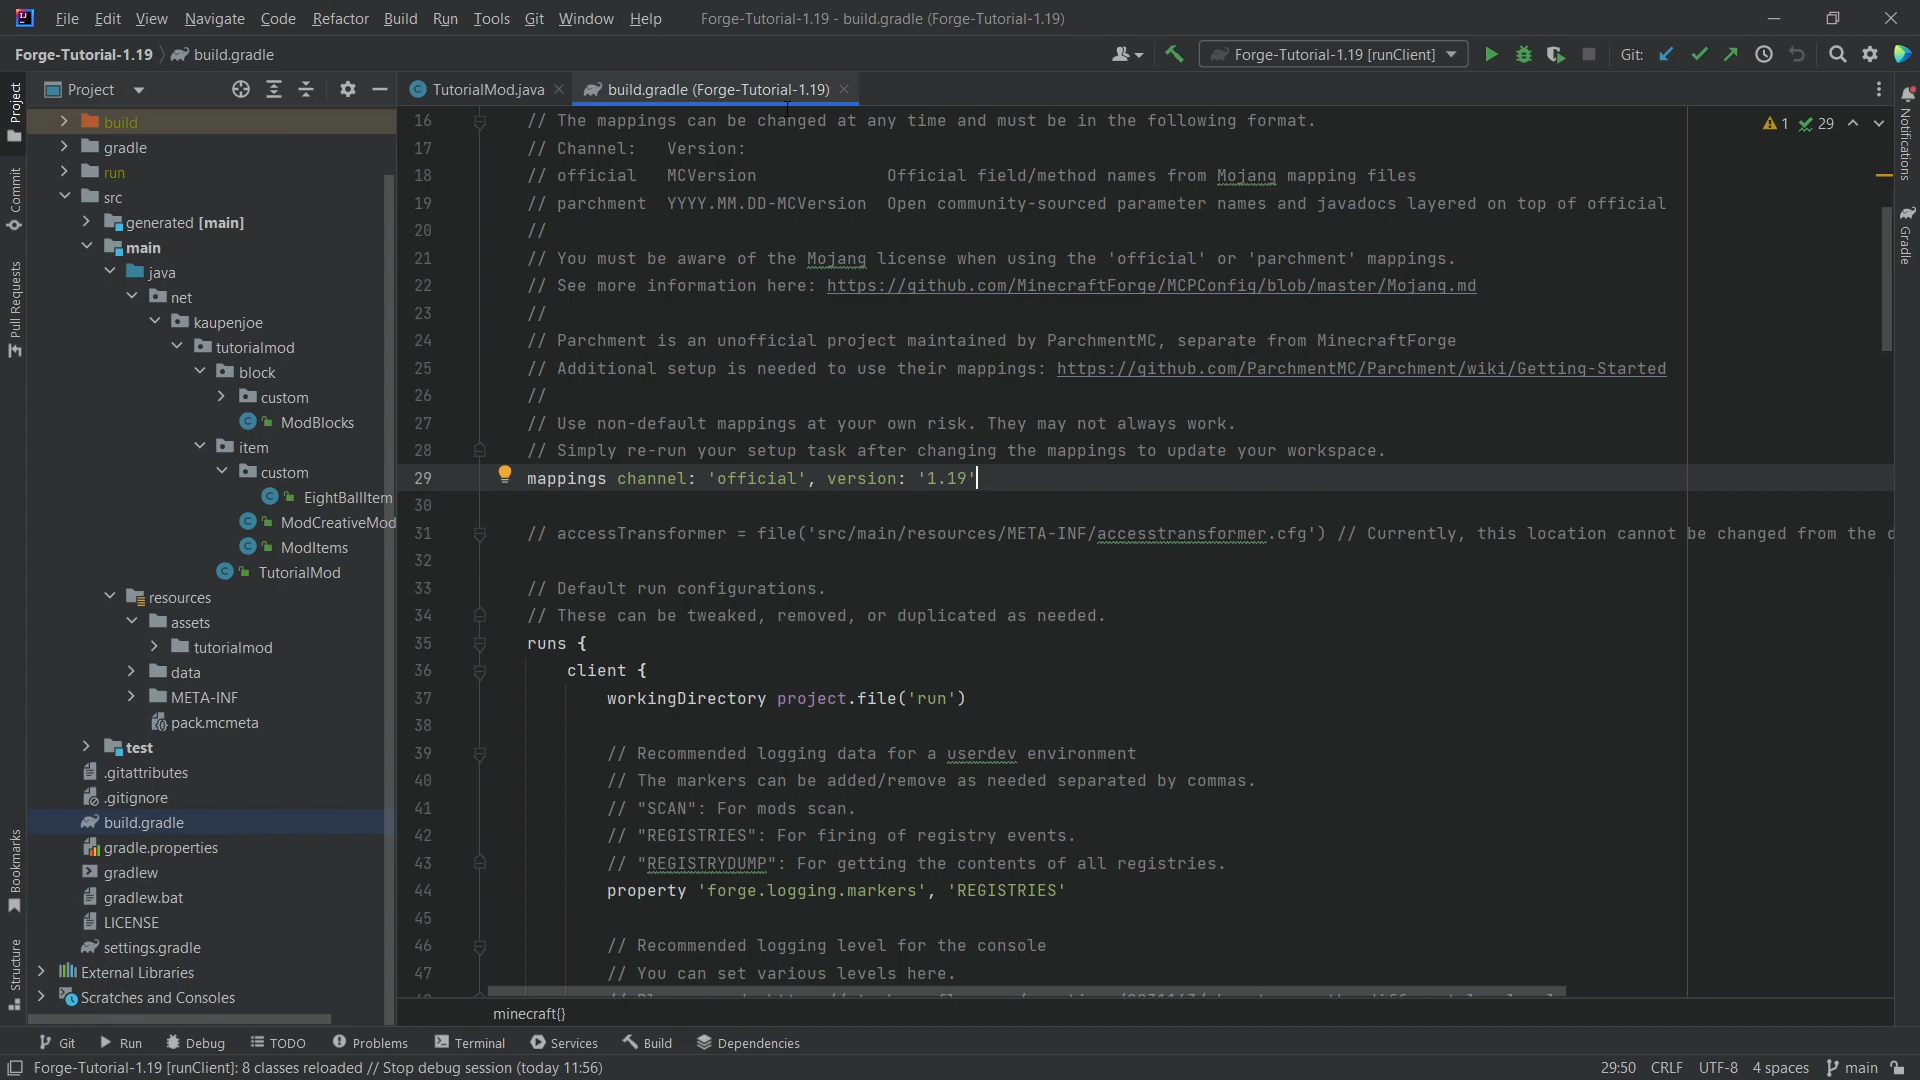 File Edit View Navigate Code Refactor Build Run Tools Git Window Help Forge-Tutorial-1.19 - build.gradle (Forge-Tutorial-1.19)
Forge-Tutorial-1.19 build.gradle Forge-Tutorial-1.19 [runClient] Git:
Project
TutorialMod.java build.gradle (Forge-Tutorial-1.19)
Project
Commit
Pull Requests
Bookmarks
Structure
build
gradle
run
src
generated [main]
main
java
net
kaupenjoe
tutorialmod
block
custom
ModBlocks
item
custom
EightBallItem
ModCreativeMod
ModItems
TutorialMod
resources
assets
tutorialmod
data
META-INF
pack.mcmeta
test
.gitattributes
.gitignore
build.gradle
gradle.properties
gradlew
gradlew.bat
LICENSE
settings.gradle
External Libraries
Scratches and Consoles
16 // The mappings can be changed at any time and must be in the following format.
17 // Channel: Version:
18 // official MCVersion Official field/method names from Mojang mapping files
19 // parchment YYYY.MM.DD-MCVersion Open community-sourced parameter names and javadocs layered on top of official
20 //
21 // You must be aware of the Mojang license when using the 'official' or 'parchment' mappings.
22 // See more information here: https://github.com/MinecraftForge/MCPConfig/blob/master/Mojang.md
23 //
24 // Parchment is an unofficial project maintained by ParchmentMC, separate from MinecraftForge
25 // Additional setup is needed to use their mappings: https://github.com/ParchmentMC/Parchment/wiki/Getting-Started
26 //
27 // Use non-default mappings at your own risk. They may not always work.
28 // Simply re-run your setup task after changing the mappings to update your workspace.
29 mappings channel: 'official', version: '1.19'
30
31 // accessTransformer = file('src/main/resources/META-INF/accesstransformer.cfg') // Currently, this location cannot be changed from the d
32
33 // Default run configurations.
34 // These can be tweaked, removed, or duplicated as needed.
35 runs {
36 client {
37 workingDirectory project.file('run')
38
39 // Recommended logging data for a userdev environment
40 // The markers can be added/remove as needed separated by commas.
41 // "SCAN": For mods scan.
42 // "REGISTRIES": For firing of registry events.
43 // "REGISTRYDUMP": For getting the contents of all registries.
44 property 'forge.logging.markers', 'REGISTRIES'
45
46 // Recommended logging level for the console
47 // You can set various levels here.
1 29
Notifications
Gradle
minecraft{}
Git Run Debug TODO Problems Terminal Services Build Dependencies
Forge-Tutorial-1.19 [runClient]: 8 classes reloaded // Stop debug session (today 11:56) 29:50 CRLF UTF-8 4 spaces main